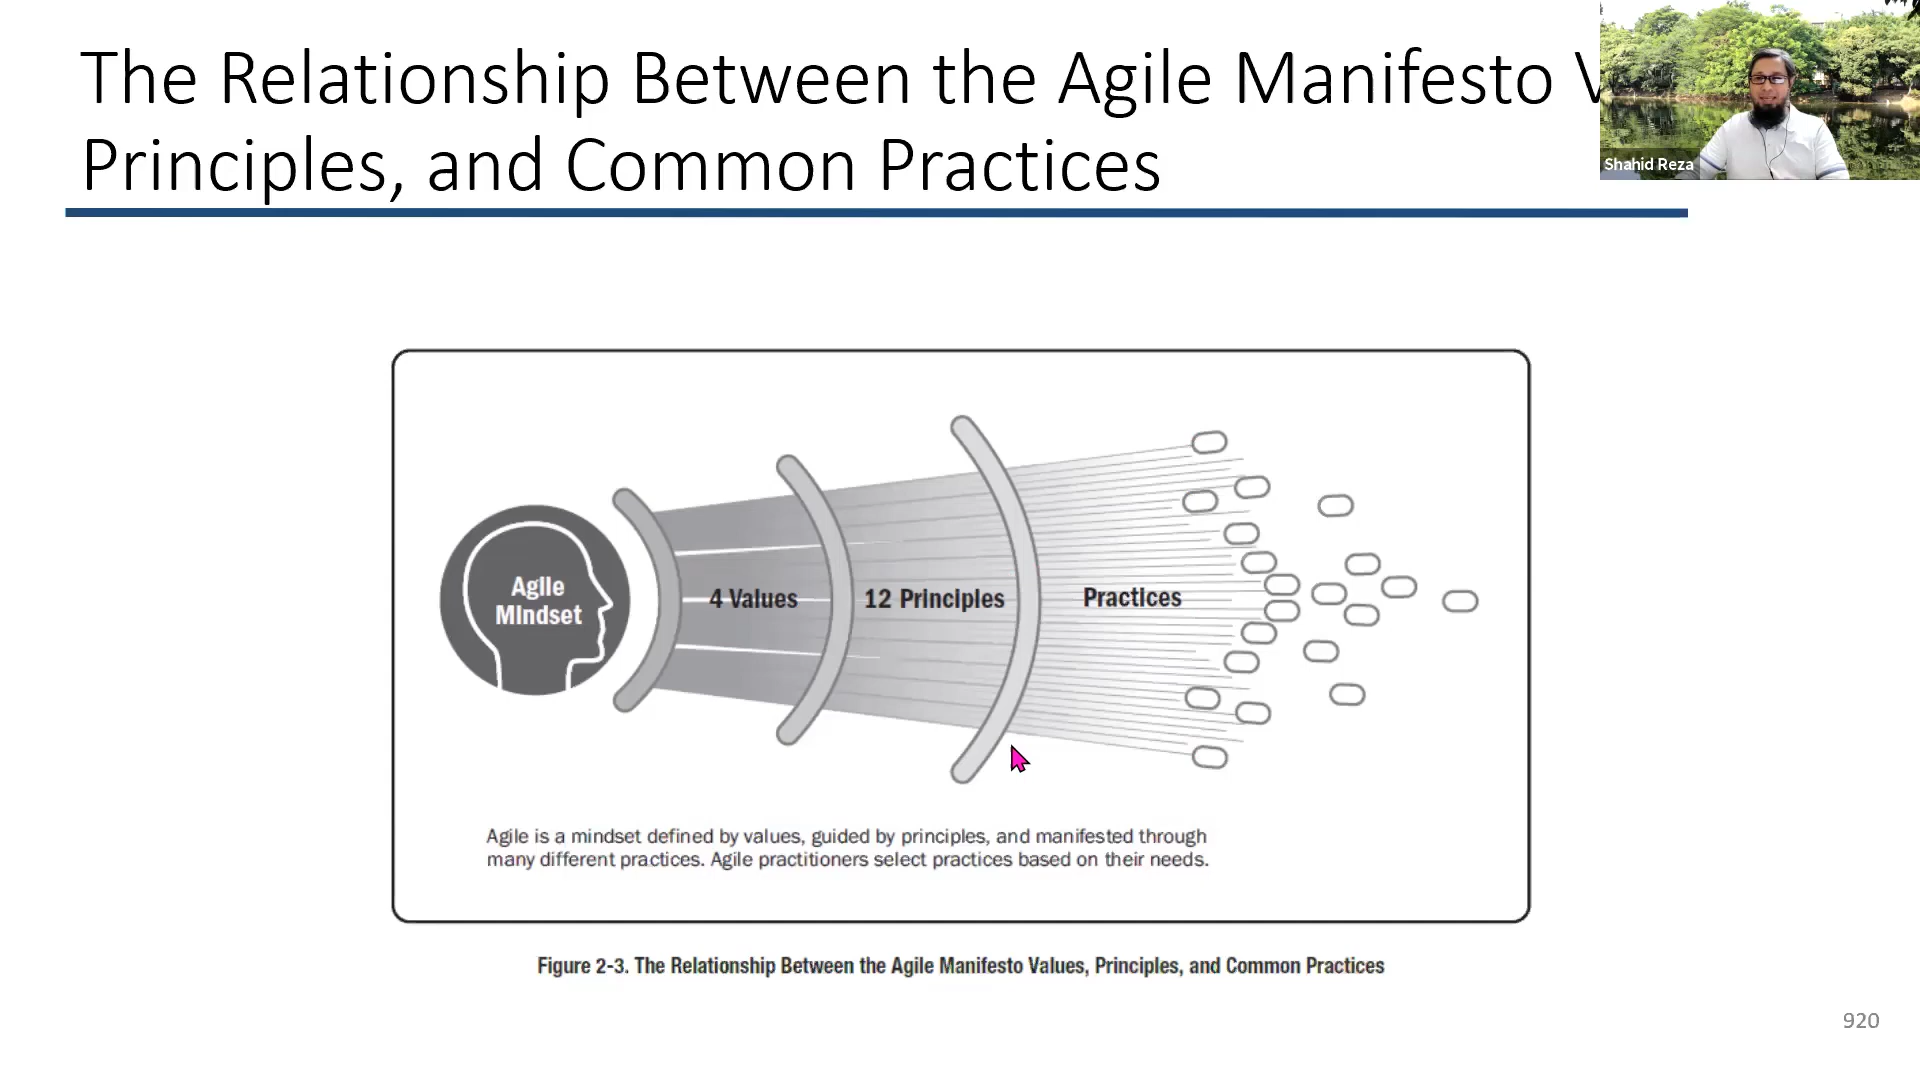 The Relationship Between the Agile Manifesto V
Principles, and Common Practices
Shahid Reza
Agile
Mindset
4 Values
12 Principles
Practices
Agile is a mindset defined by values, guided by principles, and manifested through
many different practices. Agile practitioners select practices based on their needs.
Figure 2-3. The Relationship Between the Agile Manifesto Values, Principles, and Common Practices
920